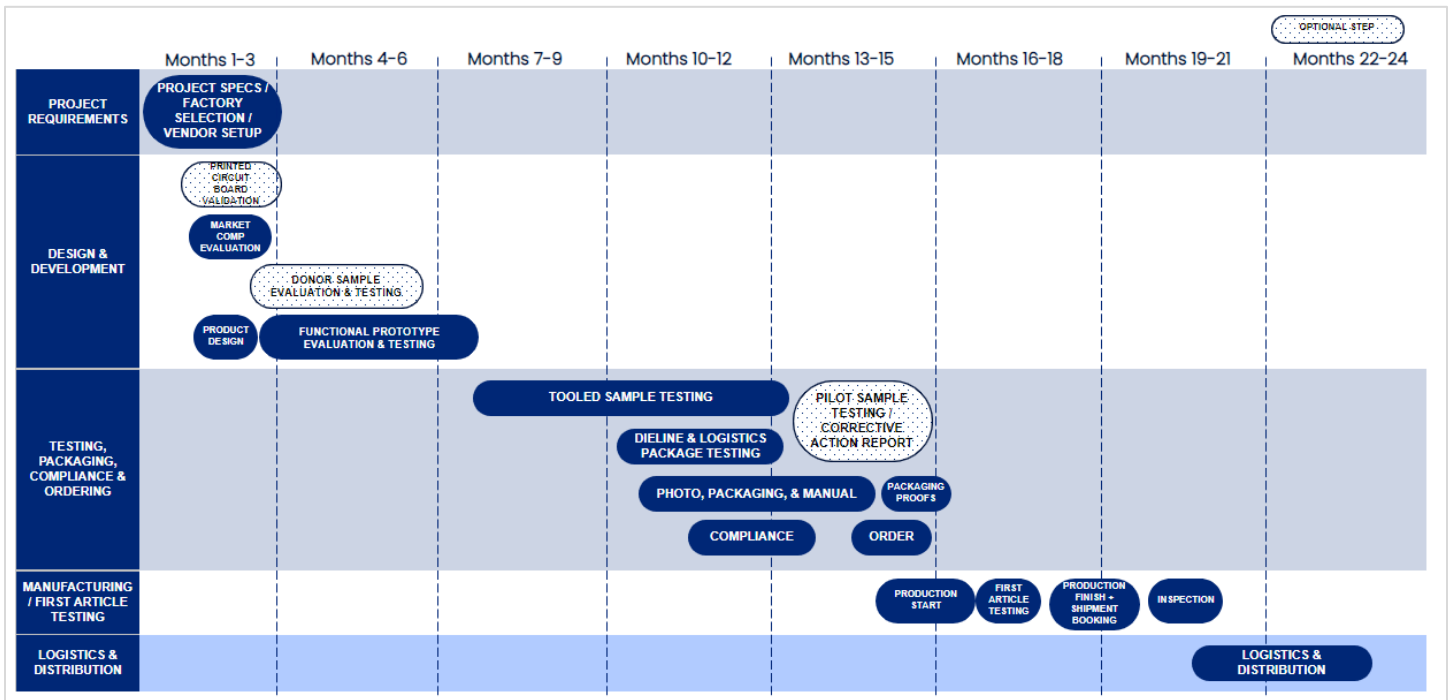 OPTIONAL STEP
Months 1-3
Months 4-6
Months 7-9
Months 10-12
Months 13-15
Months 16-18
Months 19-21
Months 22-24
PROJECT
REQUIREMENTS
PROJECT SPECS /
FACTORY
SELECTION /
VENDOR SETUP
DESIGN &
DEVELOPMENT
PRINTED
CIRCUIT
BOARD
VALIDATION
MARKET
COMP
EVALUATION
DONOR SAMPLE
EVALUATION & TESTING
PRODUCT
DESIGN
FUNCTIONAL PROTOTYPE
EVALUATION & TESTING
TESTING,
PACKAGING,
COMPLIANCE &
ORDERING
TOOLED SAMPLE TESTING
PILOT SAMPLE
TESTING /
CORRECTIVE
ACTION REPORT
DIELINE & LOGISTICS
PACKAGE TESTING
PHOTO, PACKAGING, & MANUAL
PACKAGING
PROOFS
COMPLIANCE
ORDER
MANUFACTURING
/ FIRST ARTICLE
TESTING
PRODUCTION
START
FIRST
ARTICLE
TESTING
PRODUCTION
FINISH +
SHIPMENT
BOOKING
INSPECTION
LOGISTICS &
DISTRIBUTION
LOGISTICS &
DISTRIBUTION